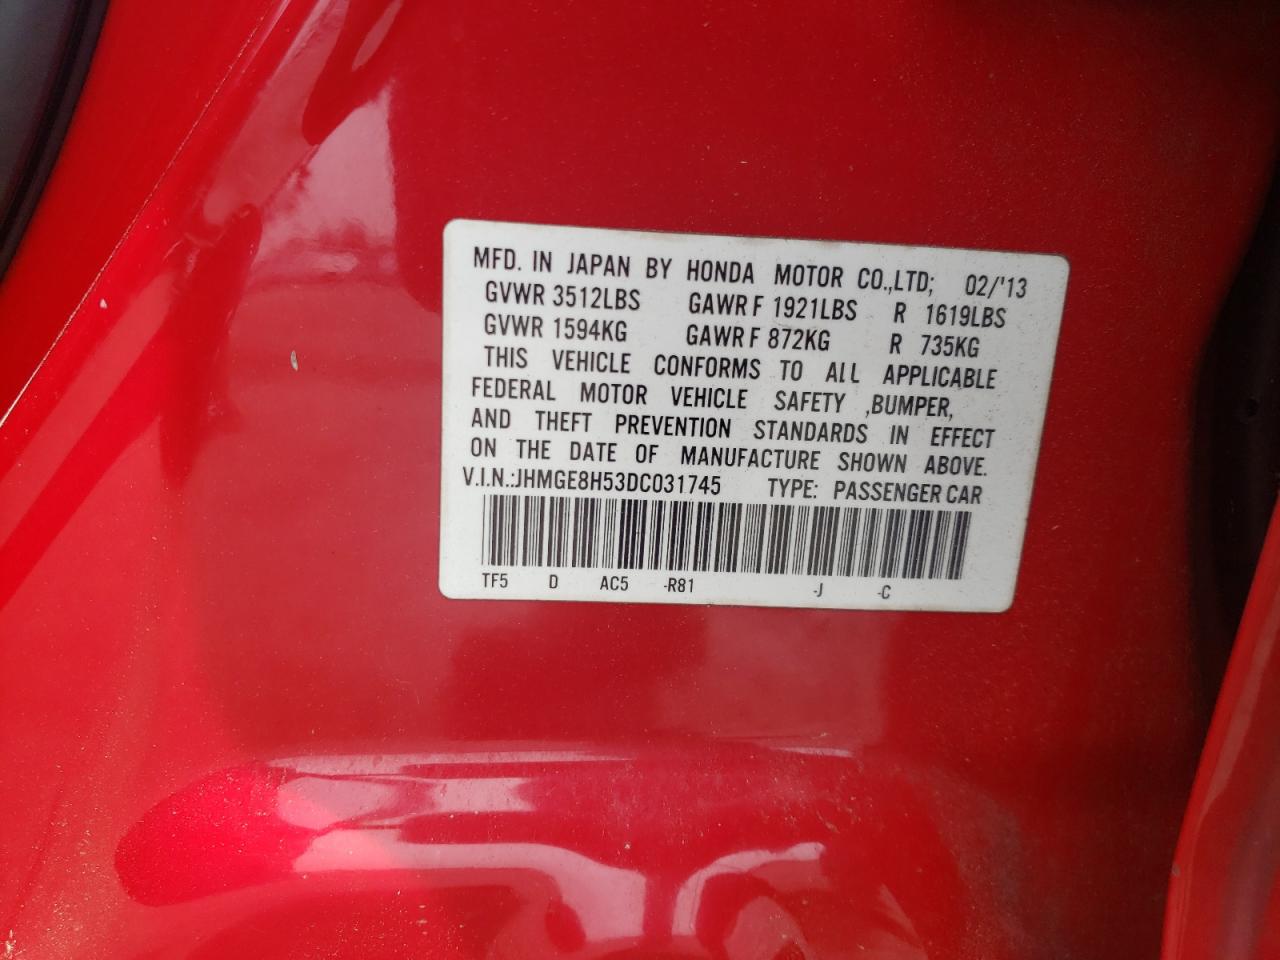 MFD. IN JAPAN BY HONDA MOTOR CO.,LTD; 02/'13
GVWR 3512LBS GAWR F 1921LBS R 1619LBS
GVWR 1594KG GAWR F 872KG R 735KG
THIS VEHICLE CONFORMS TO ALL APPLICABLE
FEDERAL MOTOR VEHICLE SAFETY ,BUMPER,
AND THEFT PREVENTION STANDARDS IN EFFECT
ON THE DATE OF MANUFACTURE SHOWN ABOVE.
V.I.N.:JHMGE8H53DC031745 TYPE: PASSENGER CAR
TF5 D AC5 -R81 -J -C